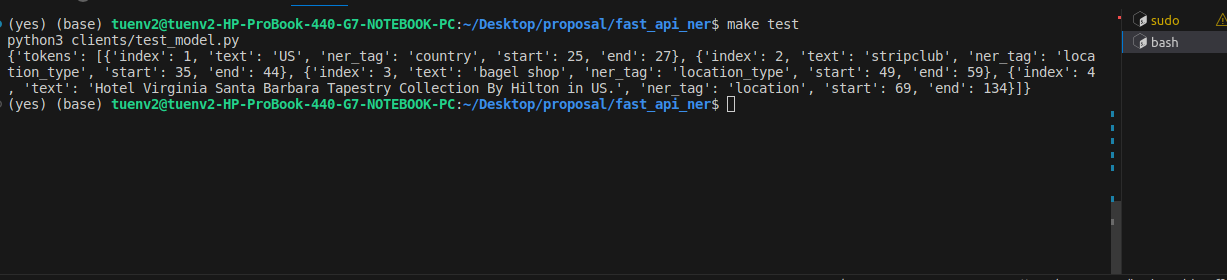 (yes) (base) tuenv2@tuenv2-HP-ProBook-440-G7-NOTEBOOK-PC:~/Desktop/proposal/fast_api_ner$ make test
python3 clients/test_model.py
{'tokens': [{'index': 1, 'text': 'US', 'ner_tag': 'country', 'start': 25, 'end': 27}, {'index': 2, 'text': 'stripclub', 'ner_tag': 'loca
tion_type', 'start': 35, 'end': 44}, {'index': 3, 'text': 'bagel shop', 'ner_tag': 'location_type', 'start': 49, 'end': 59}, {'index': 4
, 'text': 'Hotel Virginia Santa Barbara Tapestry Collection By Hilton in US.', 'ner_tag': 'location', 'start': 69, 'end': 134}]}
(yes) (base) tuenv2@tuenv2-HP-ProBook-440-G7-NOTEBOOK-PC:~/Desktop/proposal/fast_api_ner$
sudo
bash